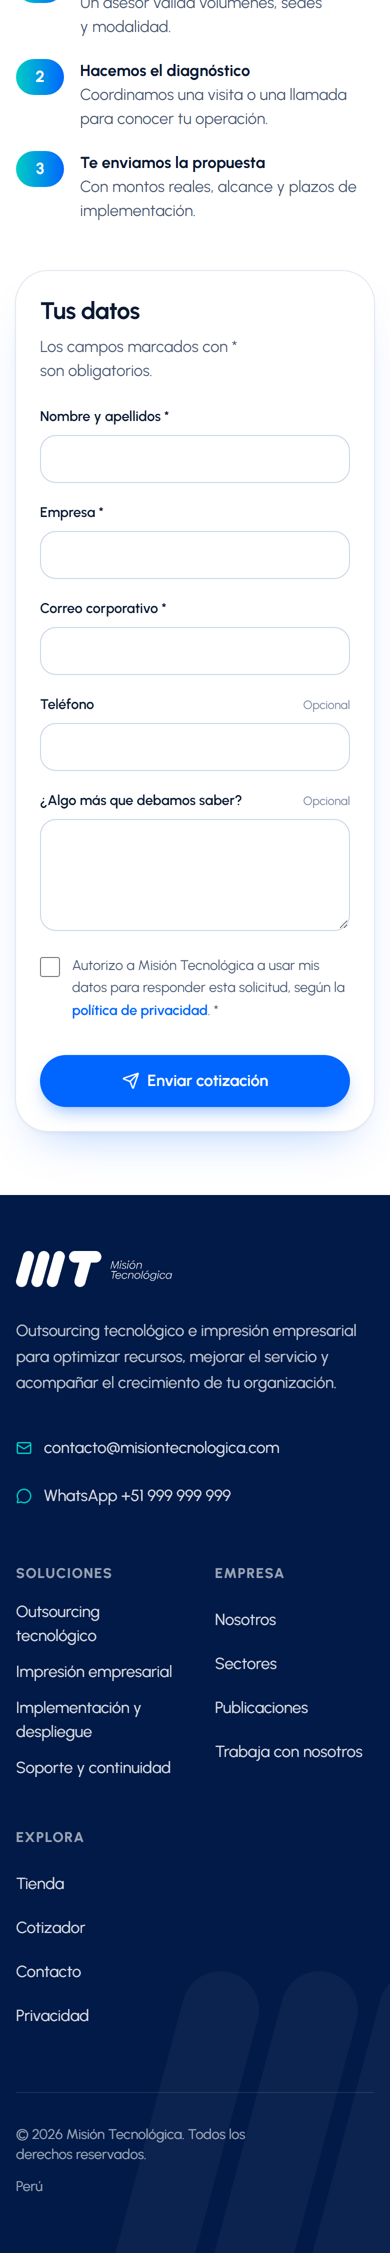 Un asesor valida volúmenes, sedes
y modalidad.
2
Hacemos el diagnóstico
Coordinamos una visita o una llamada
para conocer tu operación.
3
Te enviamos la propuesta
Con montos reales, alcance y plazos de
implementación.
Tus datos
Los campos marcados con *
son obligatorios.
Nombre y apellidos *
Empresa *
Correo corporativo *
Teléfono
Opcional
¿Algo más que debamos saber?
Opcional
Autorizo a Misión Tecnológica a usar mis
datos para responder esta solicitud, según la
política de privacidad. *
Enviar cotización
MT Misión
Tecnológica
Outsourcing tecnológico e impresión empresarial
para optimizar recursos, mejorar el servicio y
acompañar el crecimiento de tu organización.
contacto@misiontecnologica.com
WhatsApp +51 999 999 999
SOLUCIONES
Outsourcing
tecnológico
Impresión empresarial
Implementación y
despliegue
Soporte y continuidad
EMPRESA
Nosotros
Sectores
Publicaciones
Trabaja con nosotros
EXPLORA
Tienda
Cotizador
Contacto
Privacidad
© 2026 Misión Tecnológica. Todos los
derechos reservados.
Perú